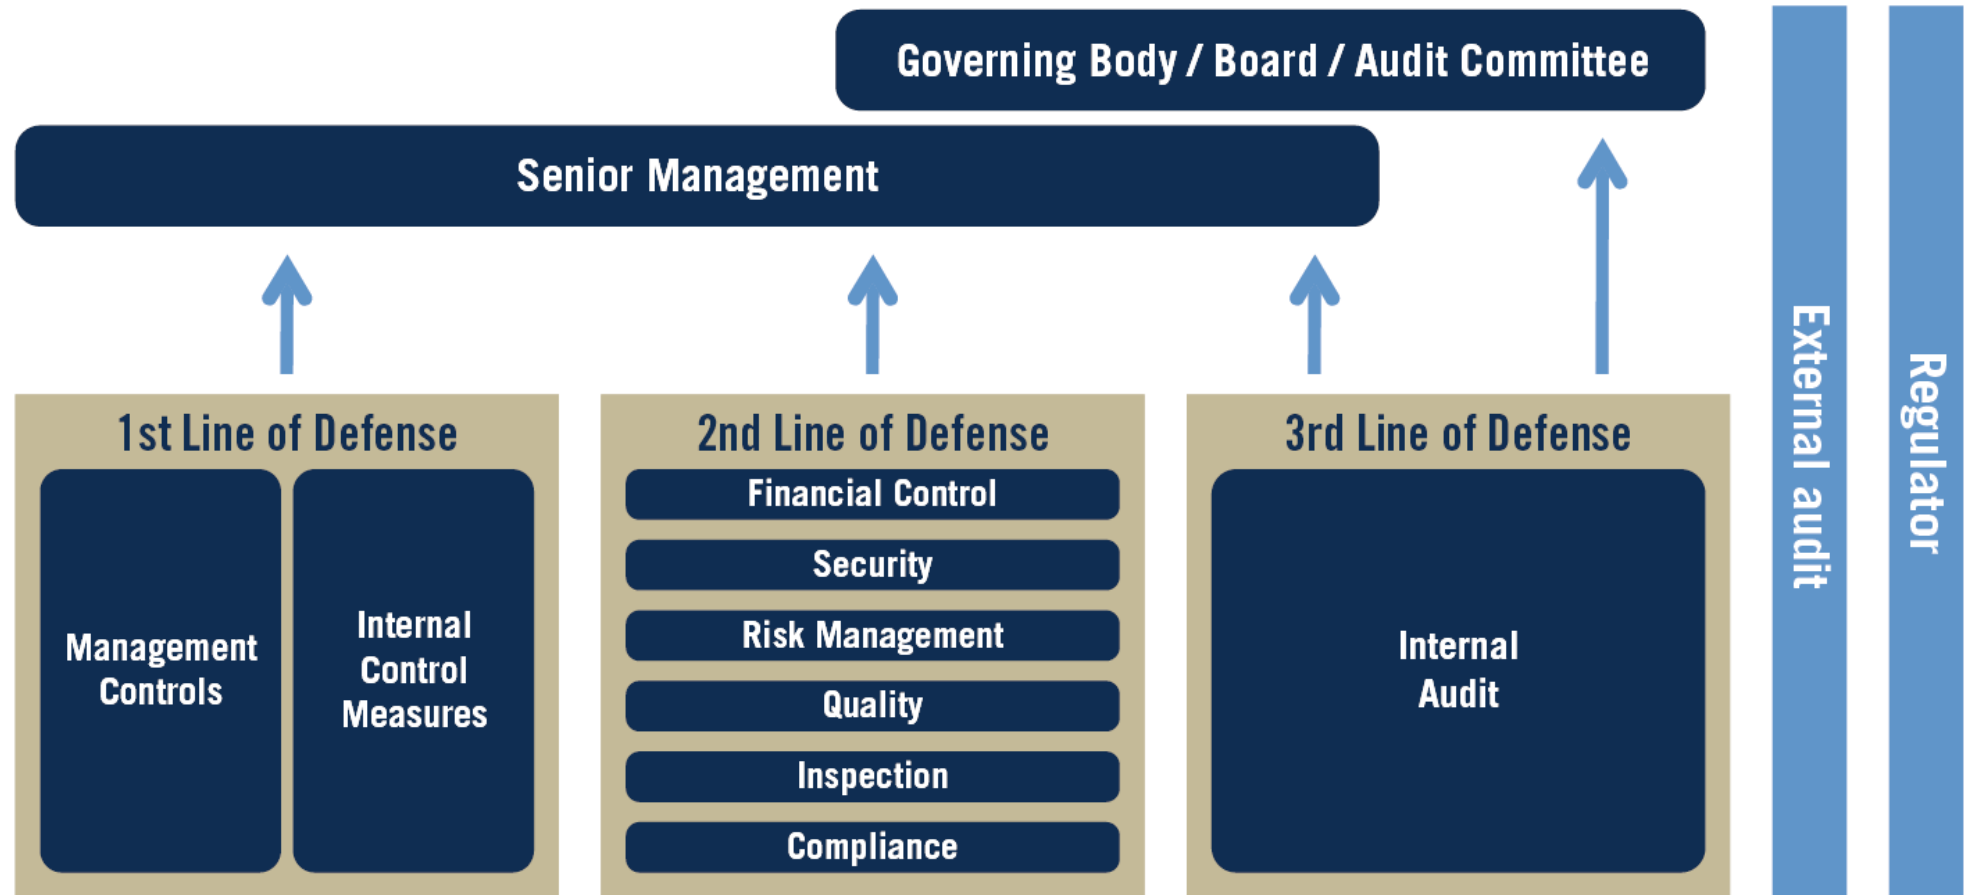 Governing Body / Board / Audit Committee
Senior Management
1st Line of Defense
Management
Controls
Internal
Control
Measures
2nd Line of Defense
Financial Control
Security
Risk Management
Quality
Inspection
Compliance
3rd Line of Defense
Internal
Audit
External audit
Regulator